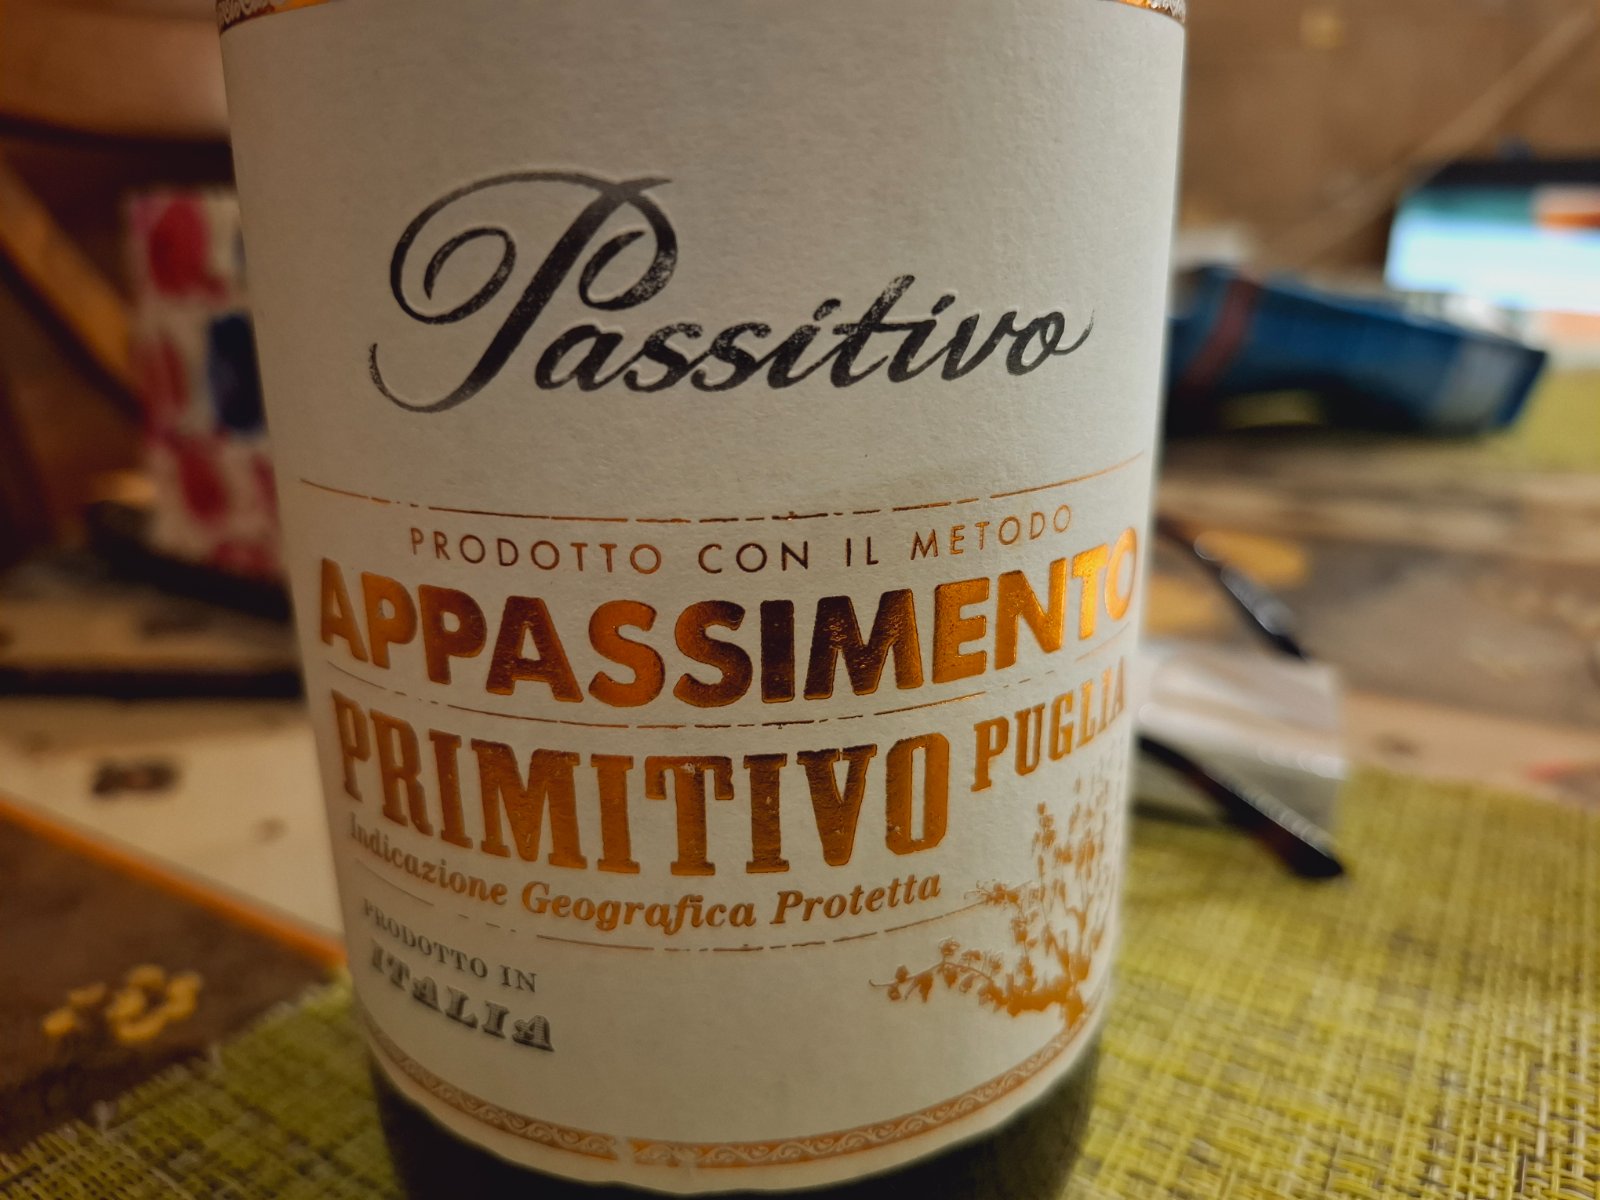 Passitivo
PRODOTTO CON IL METODO
APPASSIMENTO
PRIMITIVO PUGLIA
Indicazione Geografica Protetta
PRODOTTO IN
ITALIA